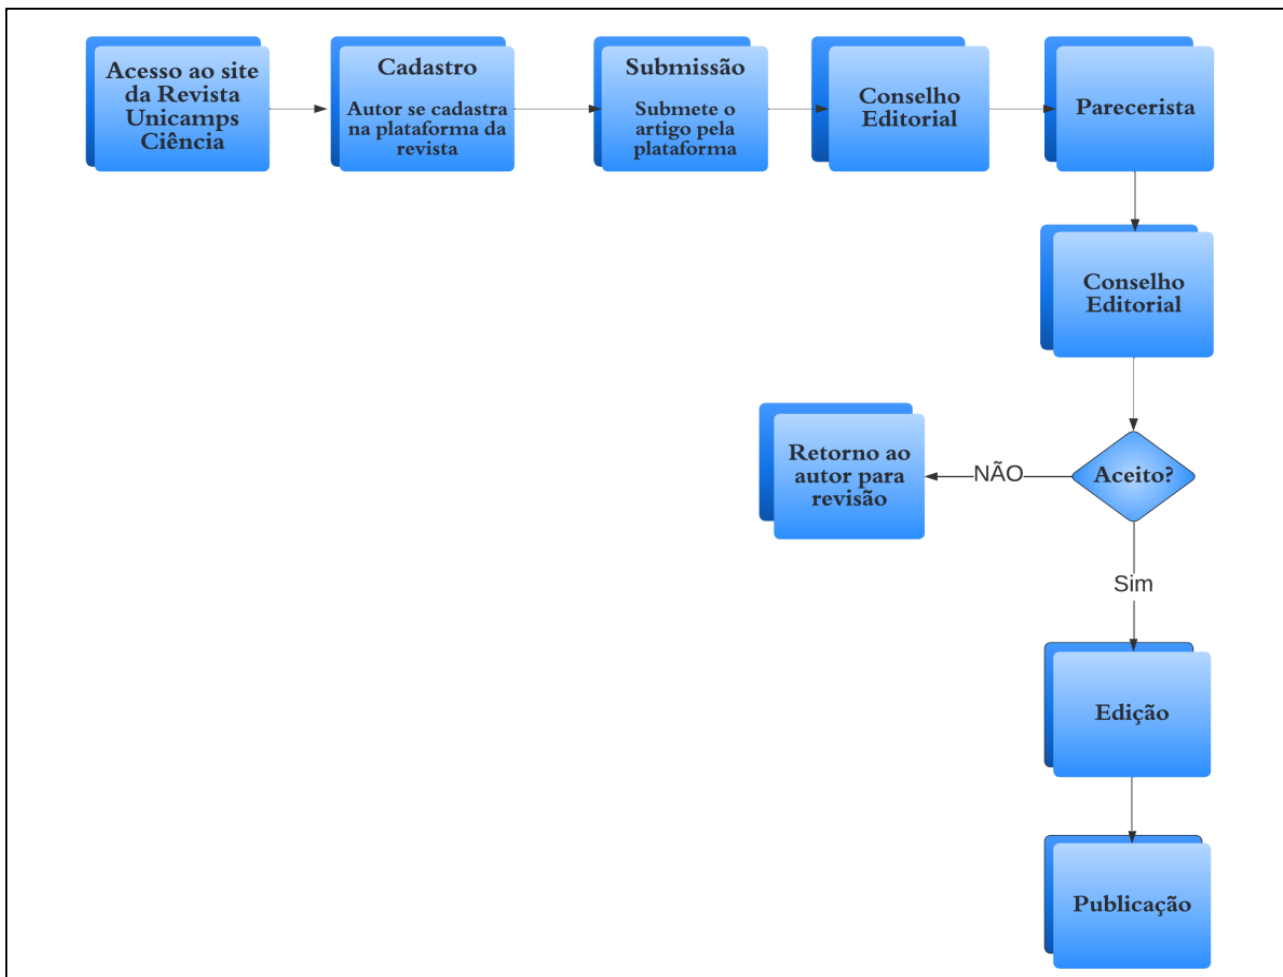 Acesso ao site
da Revista
Unicamps
Ciência
Cadastro
Autor se cadastra
na plataforma da
revista
Submissão
Submete o
artigo pela
plataforma
Conselho
Editorial
Parecerista
Conselho
Editorial
Aceito?
NÃO
Retorno ao
autor para
revisão
Sim
Edição
Publicação